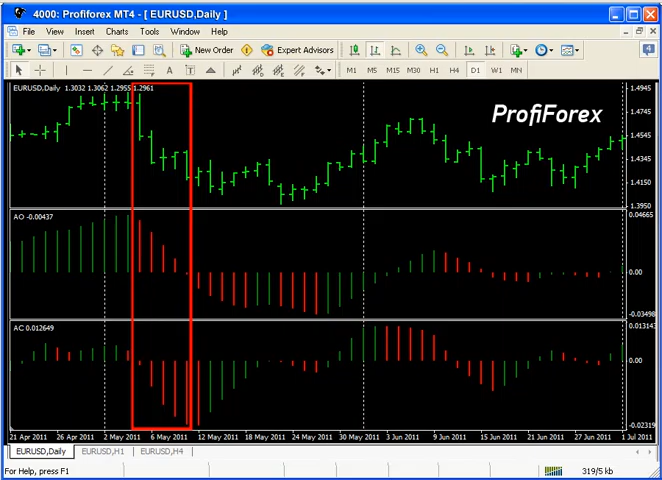 4000: Profiforex MT4 - [ EURUSD,Daily ]
File View Insert Charts Tools Window Help
New Order Expert Advisors
A T M1 M5 M15 M30 H1 H4 D1 W1 MN
EURUSD,Daily 1.3032 1.3062 1.2955 1.2961
ProfiForex
1.4945
1.4745
1.4545
1.4350
1.4150
1.3950
AO -0.00437
0.04665
0.00
-0.03498
AC 0.012649
0.013143
0.00
-0.02319
21 Apr 2011 26 Apr 2011 2 May 2011 6 May 2011 12 May 2011 18 May 2011 24 May 2011 30 May 2011 3 Jun 2011 9 Jun 2011 15 Jun 2011 21 Jun 2011 27 Jun 2011 1 Jul 2011
EURUSD,Daily EURUSD,H1 EURUSD,H4
For Help, press F1 319/5 kb